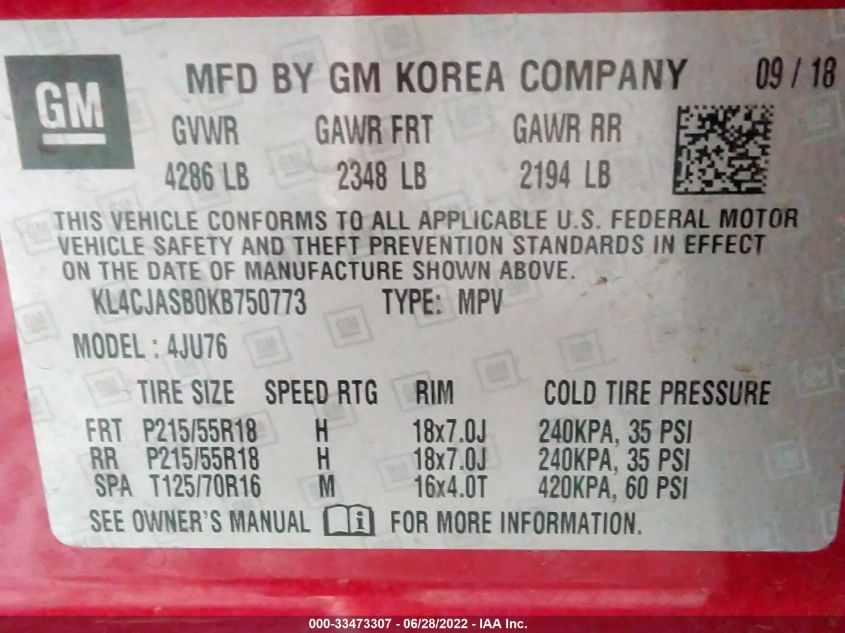 GM
MFD BY GM KOREA COMPANY 09 / 18
GVWR GAWR FRT GAWR RR
4286 LB 2348 LB 2194 LB
THIS VEHICLE CONFORMS TO ALL APPLICABLE U.S. FEDERAL MOTOR
VEHICLE SAFETY AND THEFT PREVENTION STANDARDS IN EFFECT
ON THE DATE OF MANUFACTURE SHOWN ABOVE.
KL4CJASB0KB750773 TYPE: MPV
MODEL : 4JU76
TIRE SIZE SPEED RTG RIM COLD TIRE PRESSURE
FRT P215/55R18 H 18x7.0J 240KPA, 35 PSI
RR P215/55R18 H 18x7.0J 240KPA, 35 PSI
SPA T125/70R16 M 16x4.0T 420KPA, 60 PSI
SEE OWNER'S MANUAL i FOR MORE INFORMATION.
000-33473307 - 06/28/2022 - IAA Inc.